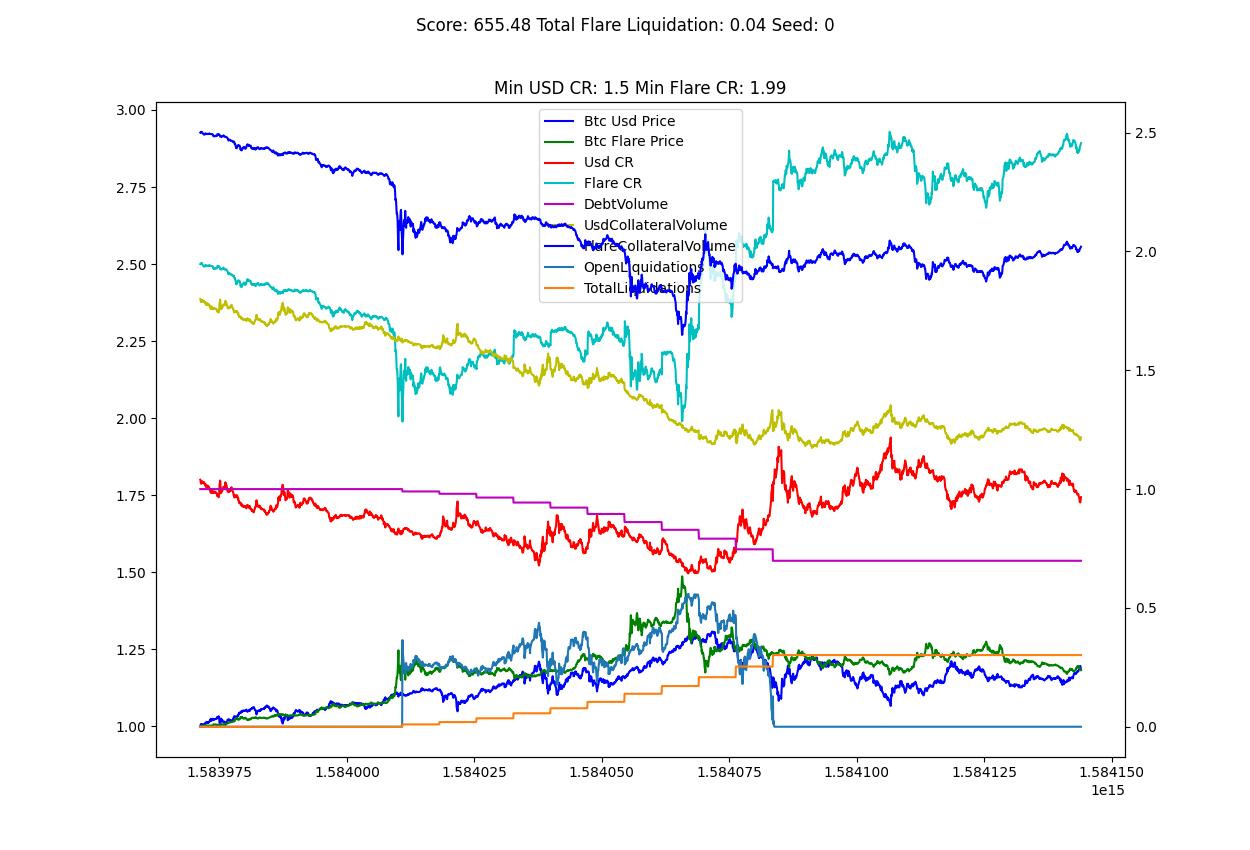 Score: 655.48 Total Flare Liquidation: 0.04 Seed: 0
Min USD CR: 1.5 Min Flare CR: 1.99
3.00
2.75
2.50
2.25
2.00
1.75
1.50
1.25
1.00
Btc Usd Price
Btc Flare Price
Usd CR
Flare CR
DebtVolume
UsdCollateralVolume
FlareCollateralVolume
OpenLiquidations
TotalLiquidations
2.5
2.0
1.5
1.0
0.5
0.0
1.583975 1.584000 1.584025 1.584050 1.584075 1.584100 1.584125 1.584150
1e15